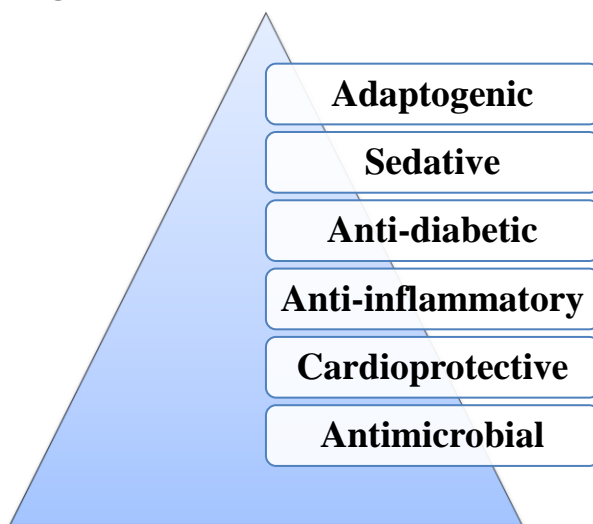 Adaptogenic
Sedative
Anti-diabetic
Anti-inflammatory
Cardioprotective
Antimicrobial